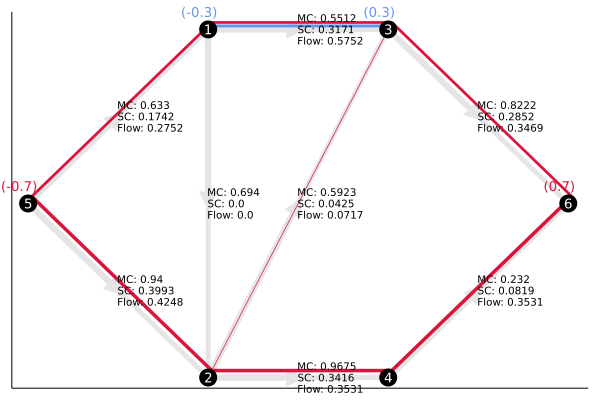 (-0.3)
(0.3)
1
3
MC: 0.5512
SC: 0.3171
Flow: 0.5752
MC: 0.633
SC: 0.1742
Flow: 0.2752
MC: 0.8222
SC: 0.2852
Flow: 0.3469
(-0.7)
5
MC: 0.694
SC: 0.0
Flow: 0.0
MC: 0.5923
SC: 0.0425
Flow: 0.0717
(0.7)
6
MC: 0.94
SC: 0.3993
Flow: 0.4248
MC: 0.232
SC: 0.0819
Flow: 0.3531
2
MC: 0.9675
SC: 0.3416
Flow: 0.3531
4